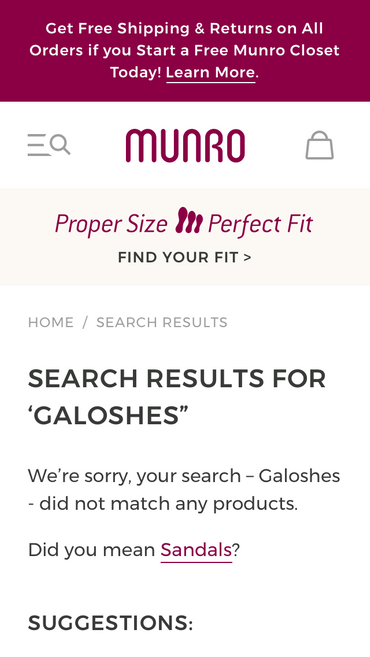 Get Free Shipping & Returns on All
Orders if you Start a Free Munro Closet
Today! Learn More.
MUNRO
Proper Size Perfect Fit
FIND YOUR FIT >
HOME / SEARCH RESULTS
SEARCH RESULTS FOR
‘GALOSHES”
We’re sorry, your search – Galoshes
- did not match any products.
Did you mean Sandals?
SUGGESTIONS: